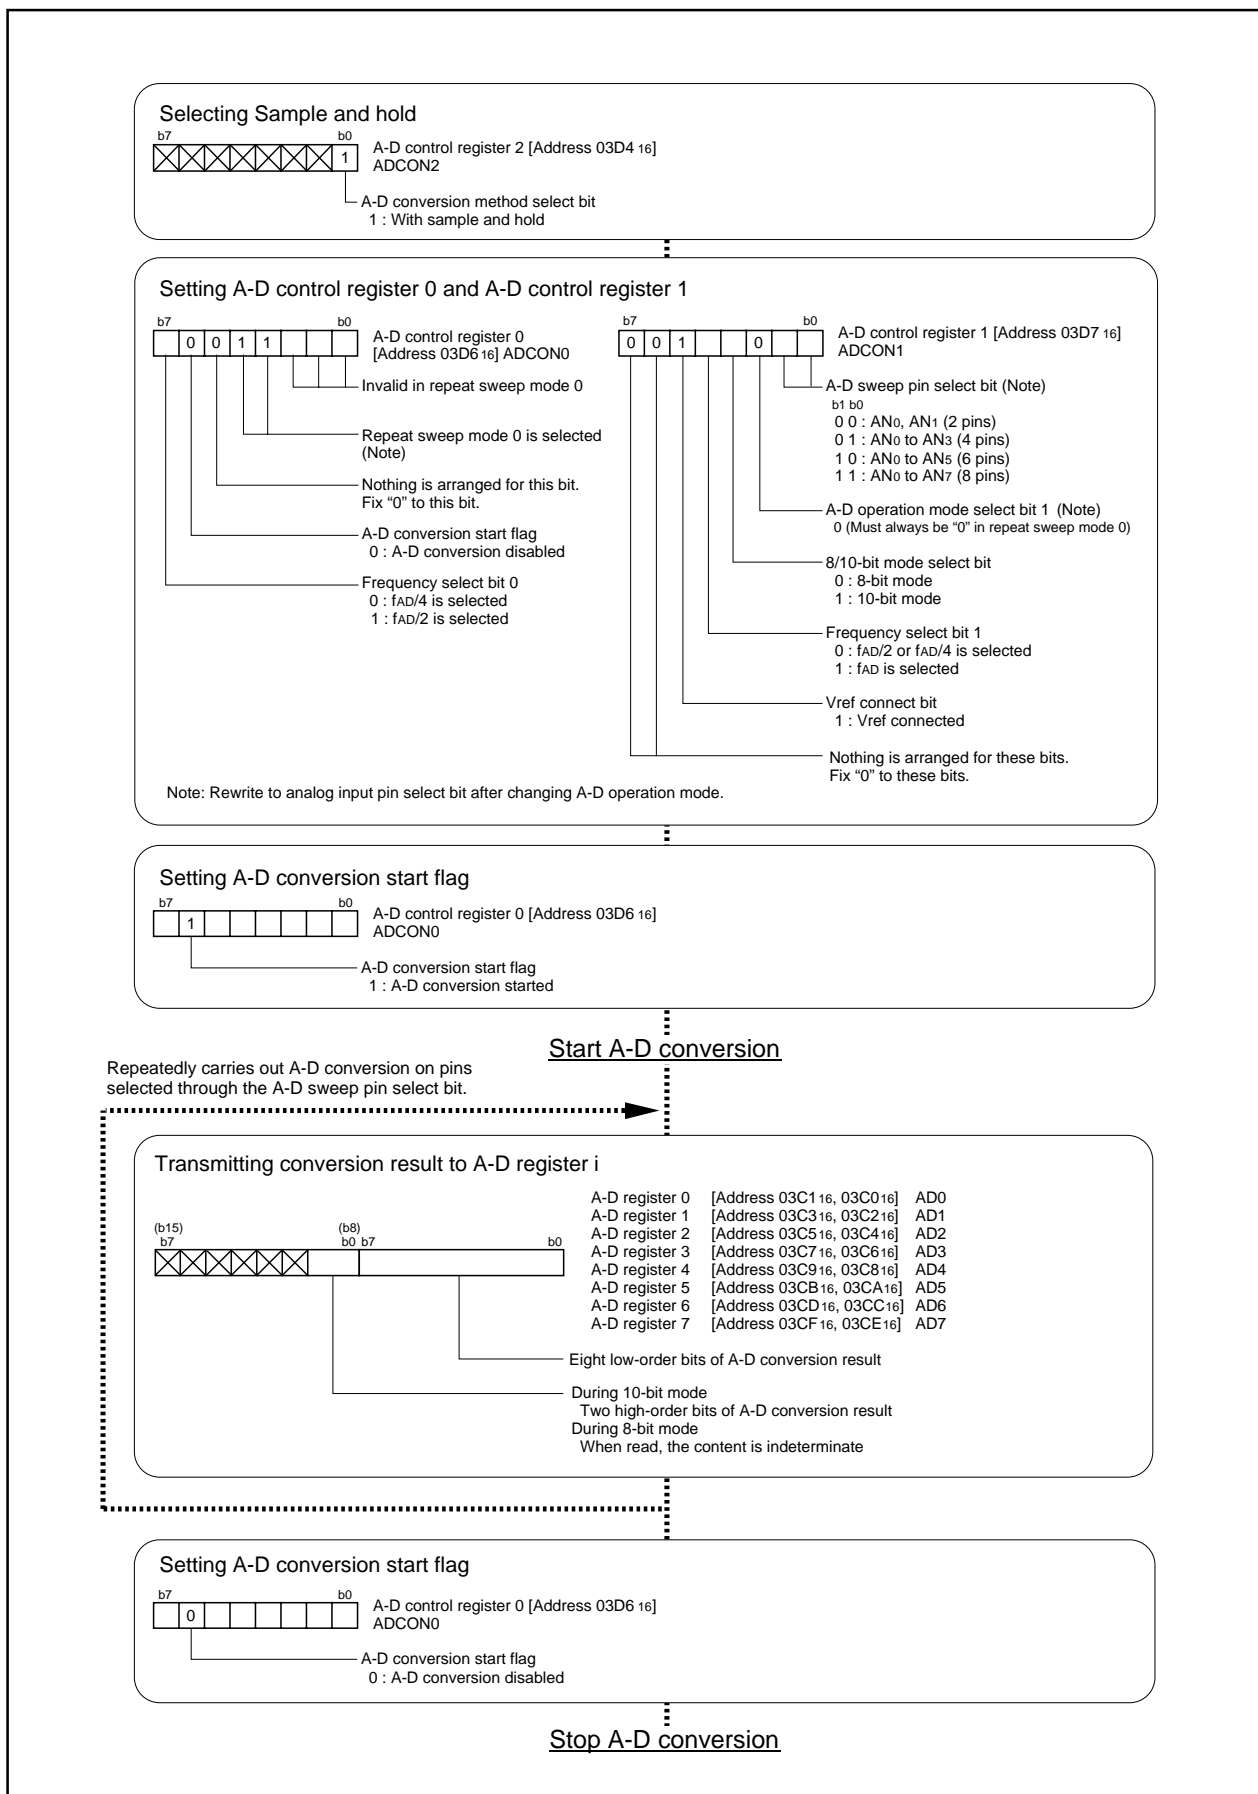 Selecting Sample and hold
b7 b0
1
A-D control register 2 [Address 03D4 16]
ADCON2
A-D conversion method select bit
1 : With sample and hold
Setting A-D control register 0 and A-D control register 1
b7 b0
0 0 1 1
A-D control register 0
[Address 03D6 16] ADCON0
Invalid in repeat sweep mode 0
Repeat sweep mode 0 is selected
(Note)
Nothing is arranged for this bit.
Fix “0” to this bit.
A-D conversion start flag
0 : A-D conversion disabled
Frequency select bit 0
0 : fAD/4 is selected
1 : fAD/2 is selected
b7 b0
0 0 1 0
A-D control register 1 [Address 03D7 16]
ADCON1
A-D sweep pin select bit (Note)
b1 b0
0 0 : AN0, AN1 (2 pins)
0 1 : AN0 to AN3 (4 pins)
1 0 : AN0 to AN5 (6 pins)
1 1 : AN0 to AN7 (8 pins)
A-D operation mode select bit 1 (Note)
0 (Must always be “0” in repeat sweep mode 0)
8/10-bit mode select bit
0 : 8-bit mode
1 : 10-bit mode
Frequency select bit 1
0 : fAD/2 or fAD/4 is selected
1 : fAD is selected
Vref connect bit
1 : Vref connected
Nothing is arranged for these bits.
Fix “0” to these bits.
Note: Rewrite to analog input pin select bit after changing A-D operation mode.
Setting A-D conversion start flag
b7 b0
1
A-D control register 0 [Address 03D6 16]
ADCON0
A-D conversion start flag
1 : A-D conversion started
Start A-D conversion
Repeatedly carries out A-D conversion on pins
selected through the A-D sweep pin select bit.
Transmitting conversion result to A-D register i
A-D register 0 [Address 03C1 16, 03C0 16] AD0
A-D register 1 [Address 03C3 16, 03C2 16] AD1
A-D register 2 [Address 03C5 16, 03C4 16] AD2
A-D register 3 [Address 03C7 16, 03C6 16] AD3
A-D register 4 [Address 03C9 16, 03C8 16] AD4
A-D register 5 [Address 03CB 16, 03CA 16] AD5
A-D register 6 [Address 03CD 16, 03CC 16] AD6
A-D register 7 [Address 03CF 16, 03CE 16] AD7
(b15) (b8)
b7 b0 b7 b0
Eight low-order bits of A-D conversion result
During 10-bit mode
Two high-order bits of A-D conversion result
During 8-bit mode
When read, the content is indeterminate
Setting A-D conversion start flag
b7 b0
0
A-D control register 0 [Address 03D6 16]
ADCON0
A-D conversion start flag
0 : A-D conversion disabled
Stop A-D conversion